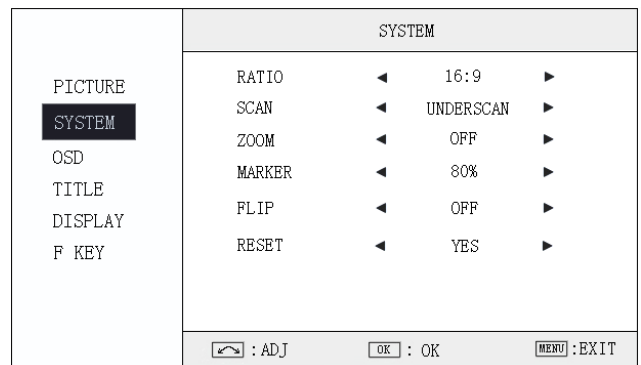 SYSTEM
PICTURE
SYSTEM
OSD
TITLE
DISPLAY
F KEY
RATIO ◀ 16:9 ▶
SCAN ◀ UNDERSCAN ▶
ZOOM ◀ OFF ▶
MARKER ◀ 80% ▶
FLIP ◀ OFF ▶
RESET ◀ YES ▶
: ADJ OK : OK MENU :EXIT